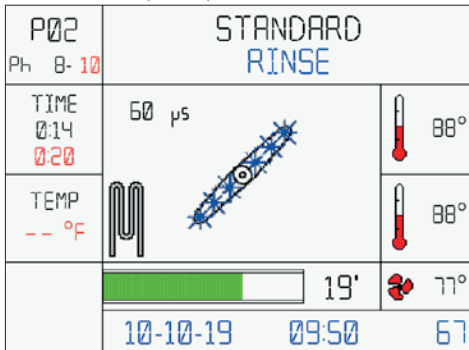 P02
Ph 8-10
STANDARD
RINSE
TIME
0:14
0:20
60 µs
88°
TEMP
-- °F
88°
19'
77°
10-10-19 09:50 67